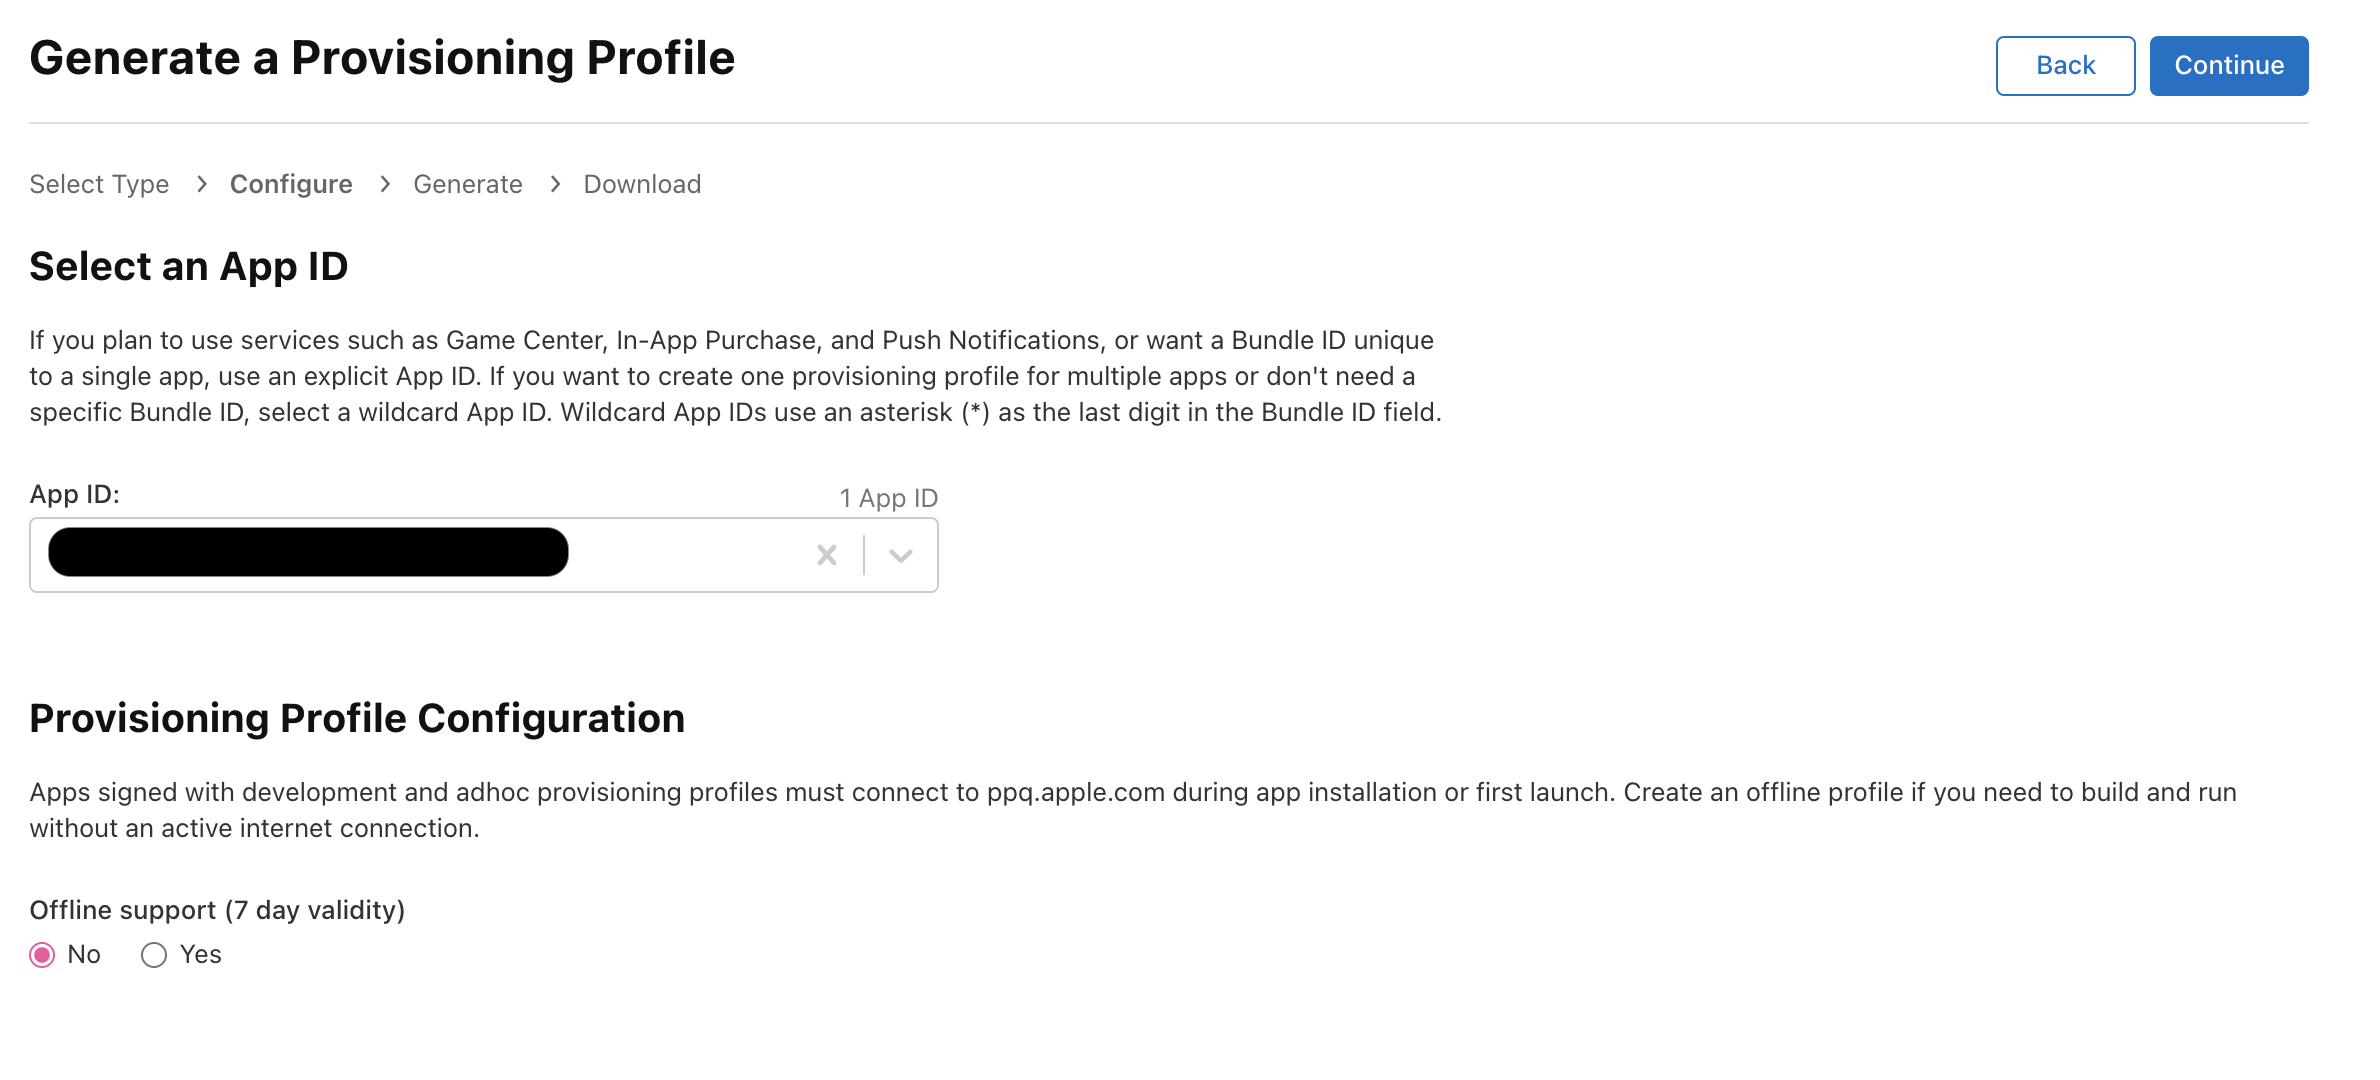 Generate a Provisioning Profile
Back
Continue
Select Type > Configure > Generate > Download
Select an App ID
If you plan to use services such as Game Center, In-App Purchase, and Push Notifications, or want a Bundle ID unique
to a single app, use an explicit App ID. If you want to create one provisioning profile for multiple apps or don't need a
specific Bundle ID, select a wildcard App ID. Wildcard App IDs use an asterisk (*) as the last digit in the Bundle ID field.
App ID:
1 App ID
Provisioning Profile Configuration
Apps signed with development and adhoc provisioning profiles must connect to ppq.apple.com during app installation or first launch. Create an offline profile if you need to build and run
without an active internet connection.
Offline support (7 day validity)
No
Yes